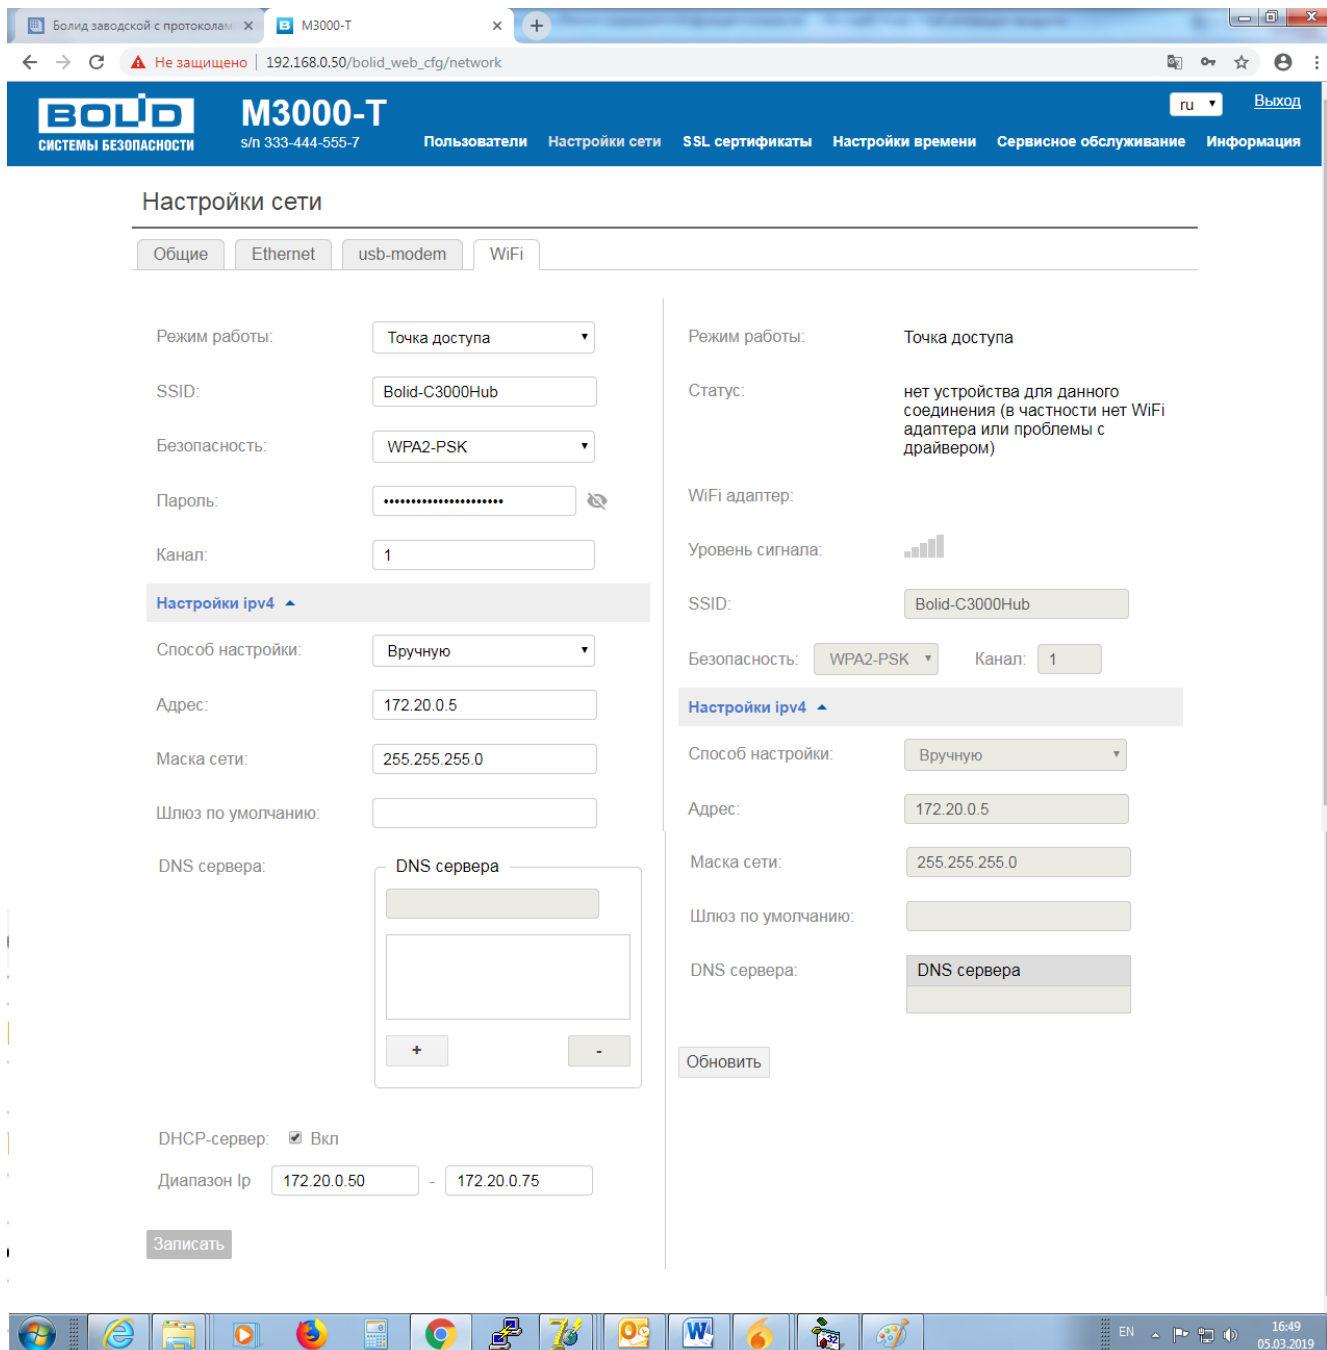 Болид заводской с протоколам
M3000-T
Не защищено
192.168.0.50/bolid_web_cfg/network
BOLID
СИСТЕМЫ БЕЗОПАСНОСТИ
M3000-T
s/n 333-444-555-7
ru
Выход
Пользователи Настройки сети SSL сертификаты Настройки времени Сервисное обслуживание Информация
Настройки сети
Общие Ethernet usb-modem WiFi
Режим работы: Точка доступа
SSID: Bolid-C3000Hub
Безопасность: WPA2-PSK
Пароль: ••••••••••••••••••••••
Канал: 1
Настройки ipv4
Способ настройки: Вручную
Адрес: 172.20.0.5
Маска сети: 255.255.255.0
Шлюз по умолчанию:
DNS сервера: DNS сервера
+ -
DHCP-сервер: Вкл
Диапазон Ip 172.20.0.50 - 172.20.0.75
Записать
Режим работы: Точка доступа
Статус: нет устройства для данного
соединения (в частности нет WiFi
адаптера или проблемы с
драйвером)
WiFi адаптер:
Уровень сигнала:
SSID: Bolid-C3000Hub
Безопасность: WPA2-PSK Канал: 1
Настройки ipv4
Способ настройки: Вручную
Адрес: 172.20.0.5
Маска сети: 255.255.255.0
Шлюз по умолчанию:
DNS сервера: DNS сервера
Обновить
EN
16:49
05.03.2019